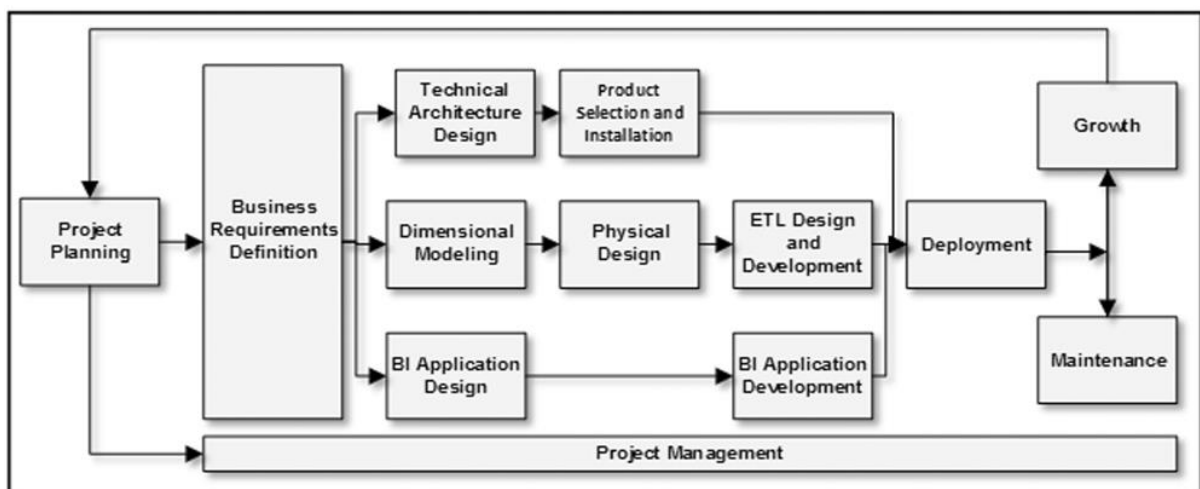 Project
Planning
Business
Requirements
Definition
Technical
Architecture
Design
Product
Selection and
Installation
Dimensional
Modeling
Physical
Design
ETL Design
and
Development
BI Application
Design
BI Application
Development
Deployment
Growth
Maintenance
Project Management